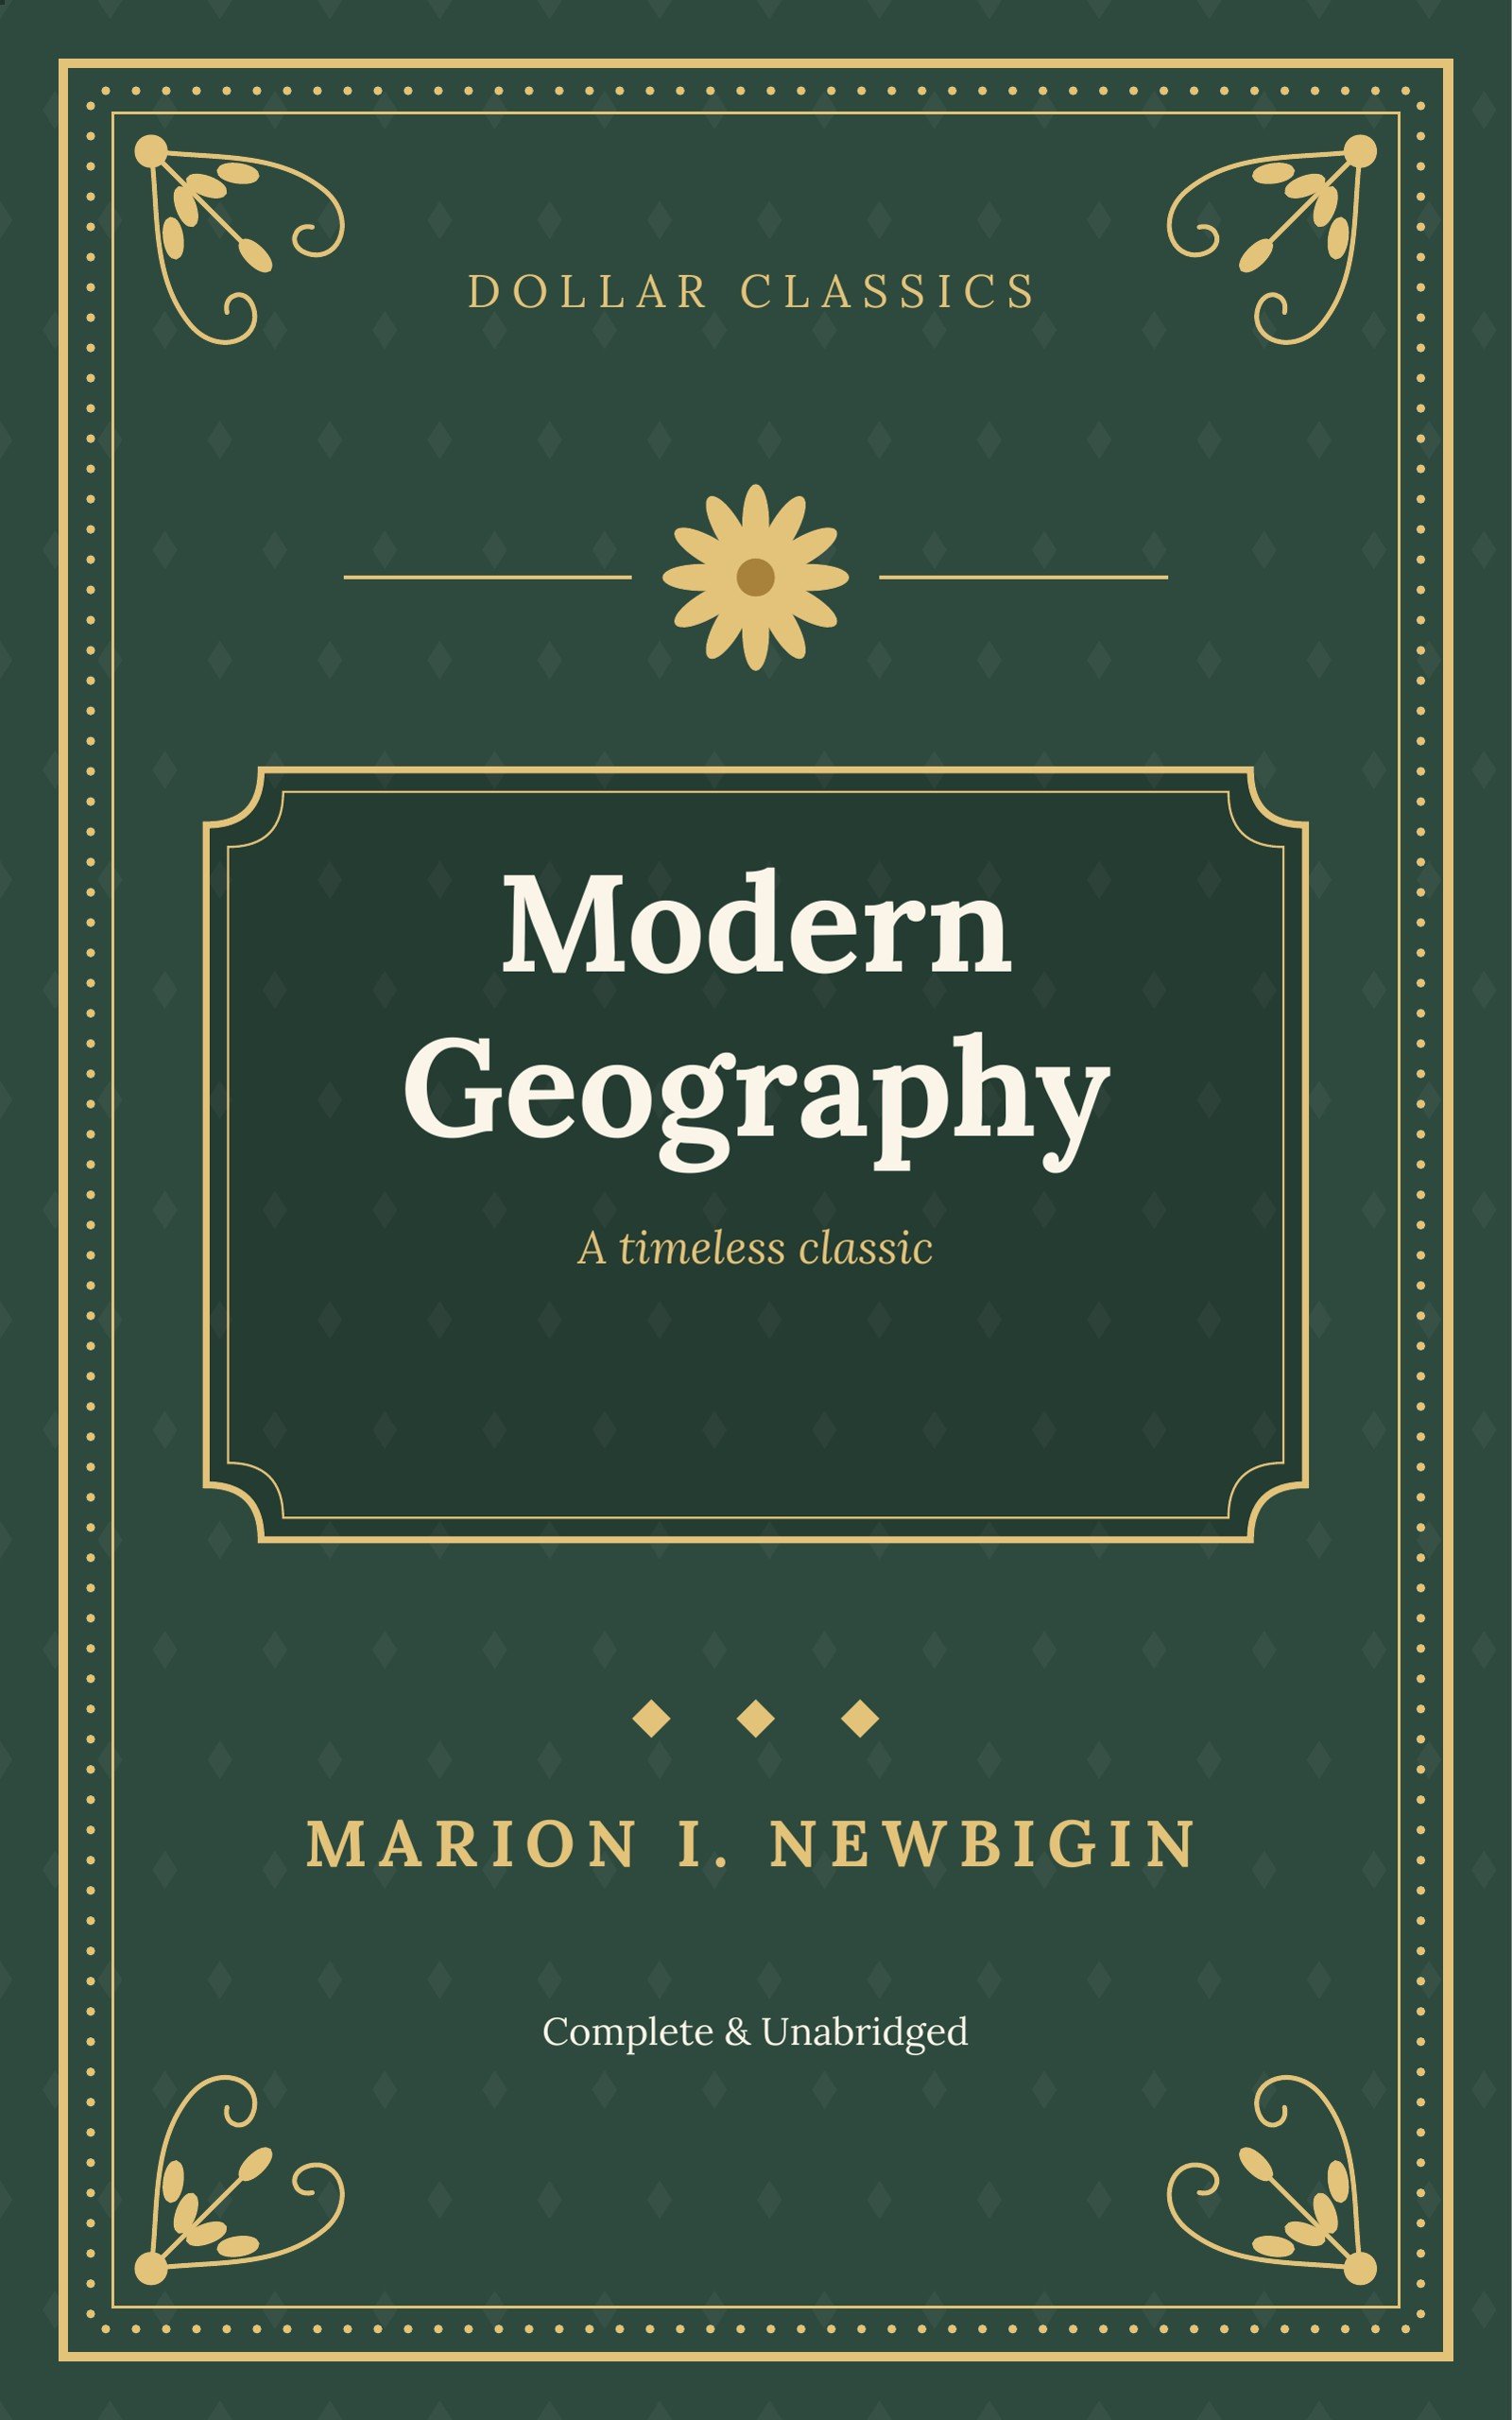 DOLLAR CLASSICS
Modern
Geography
A timeless classic
MARION I. NEWBIGIN
Complete & Unabridged